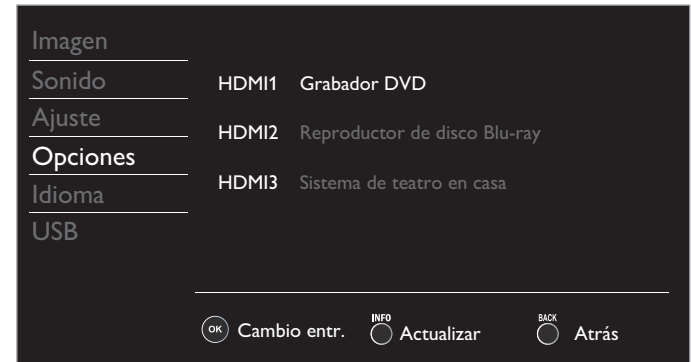 Imagen
Sonido
Ajuste
Opciones
Idioma
USB
HDMI1 Grabador DVD
HDMI2 Reproductor de disco Blu-ray
HDMI3 Sistema de teatro en casa
OK Cambio entr. INFO Actualizar BACK Atrás